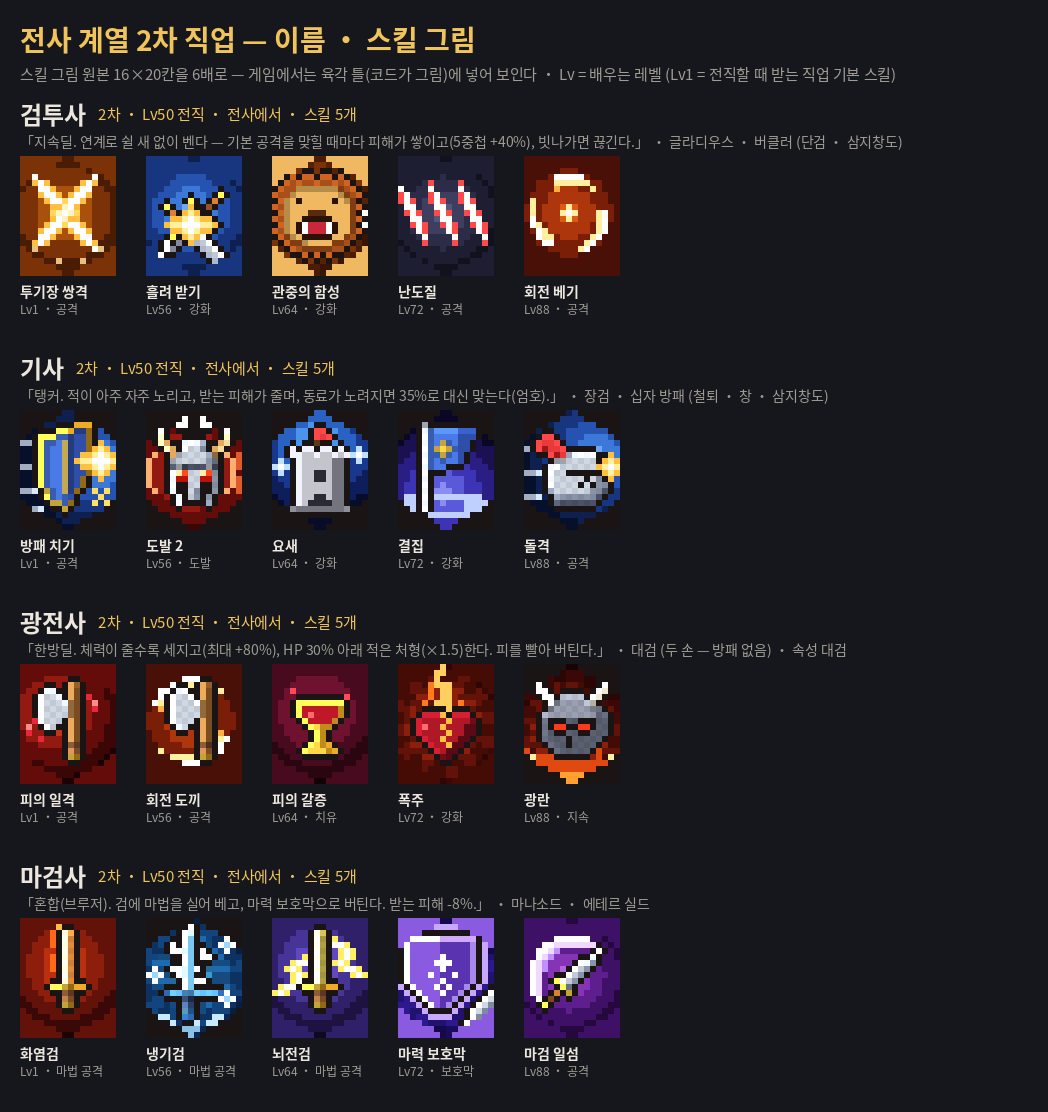 전사 계열 2차 직업 — 이름 · 스킬 그림
스킬 그림 원본 16×20칸을 6배로 — 게임에서는 육각 틀(코드가 그림)에 넣어 보인다 · Lv = 배우는 레벨 (Lv1 = 전직할 때 받는 직업 기본 스킬)
검투사 2차 · Lv50 전직 · 전사에서 · 스킬 5개
「지속딜. 연계로 쉴 새 없이 벤다 — 기본 공격을 맞힐 때마다 피해가 쌓이고(5중첩 +40%), 빗나가면 끊긴다.」 · 글라디우스 · 버클러 (단검 · 삼지창도)
투기장 쌍격 흘려 받기 관중의 함성 난도질 회전 베기
Lv1 · 공격 Lv56 · 강화 Lv64 · 강화 Lv72 · 공격 Lv88 · 공격
기사 2차 · Lv50 전직 · 전사에서 · 스킬 5개
「탱커. 적이 아주 자주 노리고, 받는 피해가 줄며, 동료가 노려지면 35%로 대신 맞는다(엄호).」 · 장검 · 십자 방패 (철퇴 · 창 · 삼지창도)
방패 치기 도발 2 요새 결집 돌격
Lv1 · 공격 Lv56 · 도발 Lv64 · 강화 Lv72 · 강화 Lv88 · 공격
광전사 2차 · Lv50 전직 · 전사에서 · 스킬 5개
「한방딜. 체력이 줄수록 세지고(최대 +80%), HP 30% 아래 적은 처형(×1.5)한다. 피를 빨아 버틴다.」 · 대검 (두 손 — 방패 없음) · 속성 대검
피의 일격 회전 도끼 피의 갈증 폭주 광란
Lv1 · 공격 Lv56 · 공격 Lv64 · 치유 Lv72 · 강화 Lv88 · 지속
마검사 2차 · Lv50 전직 · 전사에서 · 스킬 5개
「혼합(브루저). 검에 마법을 실어 베고, 마력 보호막으로 버틴다. 받는 피해 -8%.」 · 마나소드 · 에테르 실드
화염검 냉기검 뇌전검 마력 보호막 마검 일섬
Lv1 · 마법 공격 Lv56 · 마법 공격 Lv64 · 마법 공격 Lv72 · 보호막 Lv88 · 공격